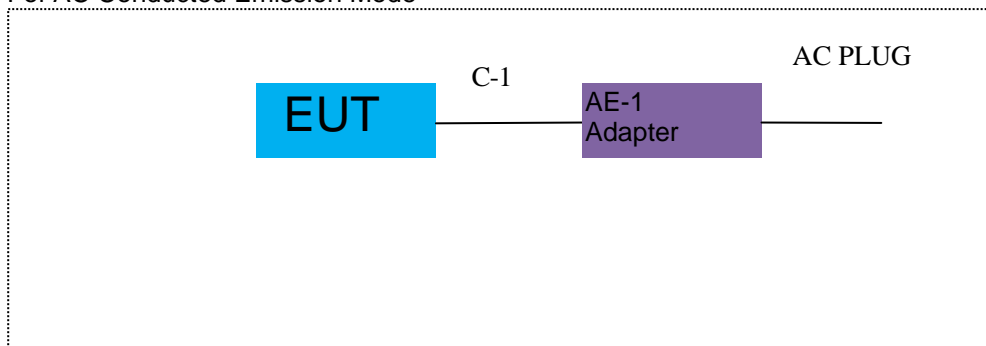 For AC Conducted Emission Mode
C-1
AC PLUG
EUT
AE-1
Adapter